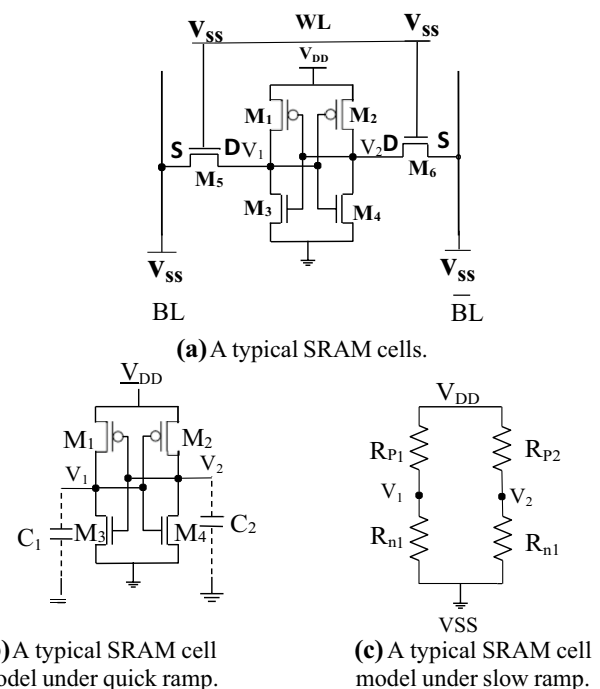 Vss WL Vss
VDD
M1 M2
S D V1 V2 D S
M5 M6
M3 M4
Vss Vss
BL BL
(a) A typical SRAM cells.
VDD
M1 M2
V1 V2
C1 M3 M4 C2
) A typical SRAM cell
odel under quick ramp.
VDD
RP1 RP2
V1 V2
Rn1 Rn1
VSS
(c) A typical SRAM cell
model under slow ramp.